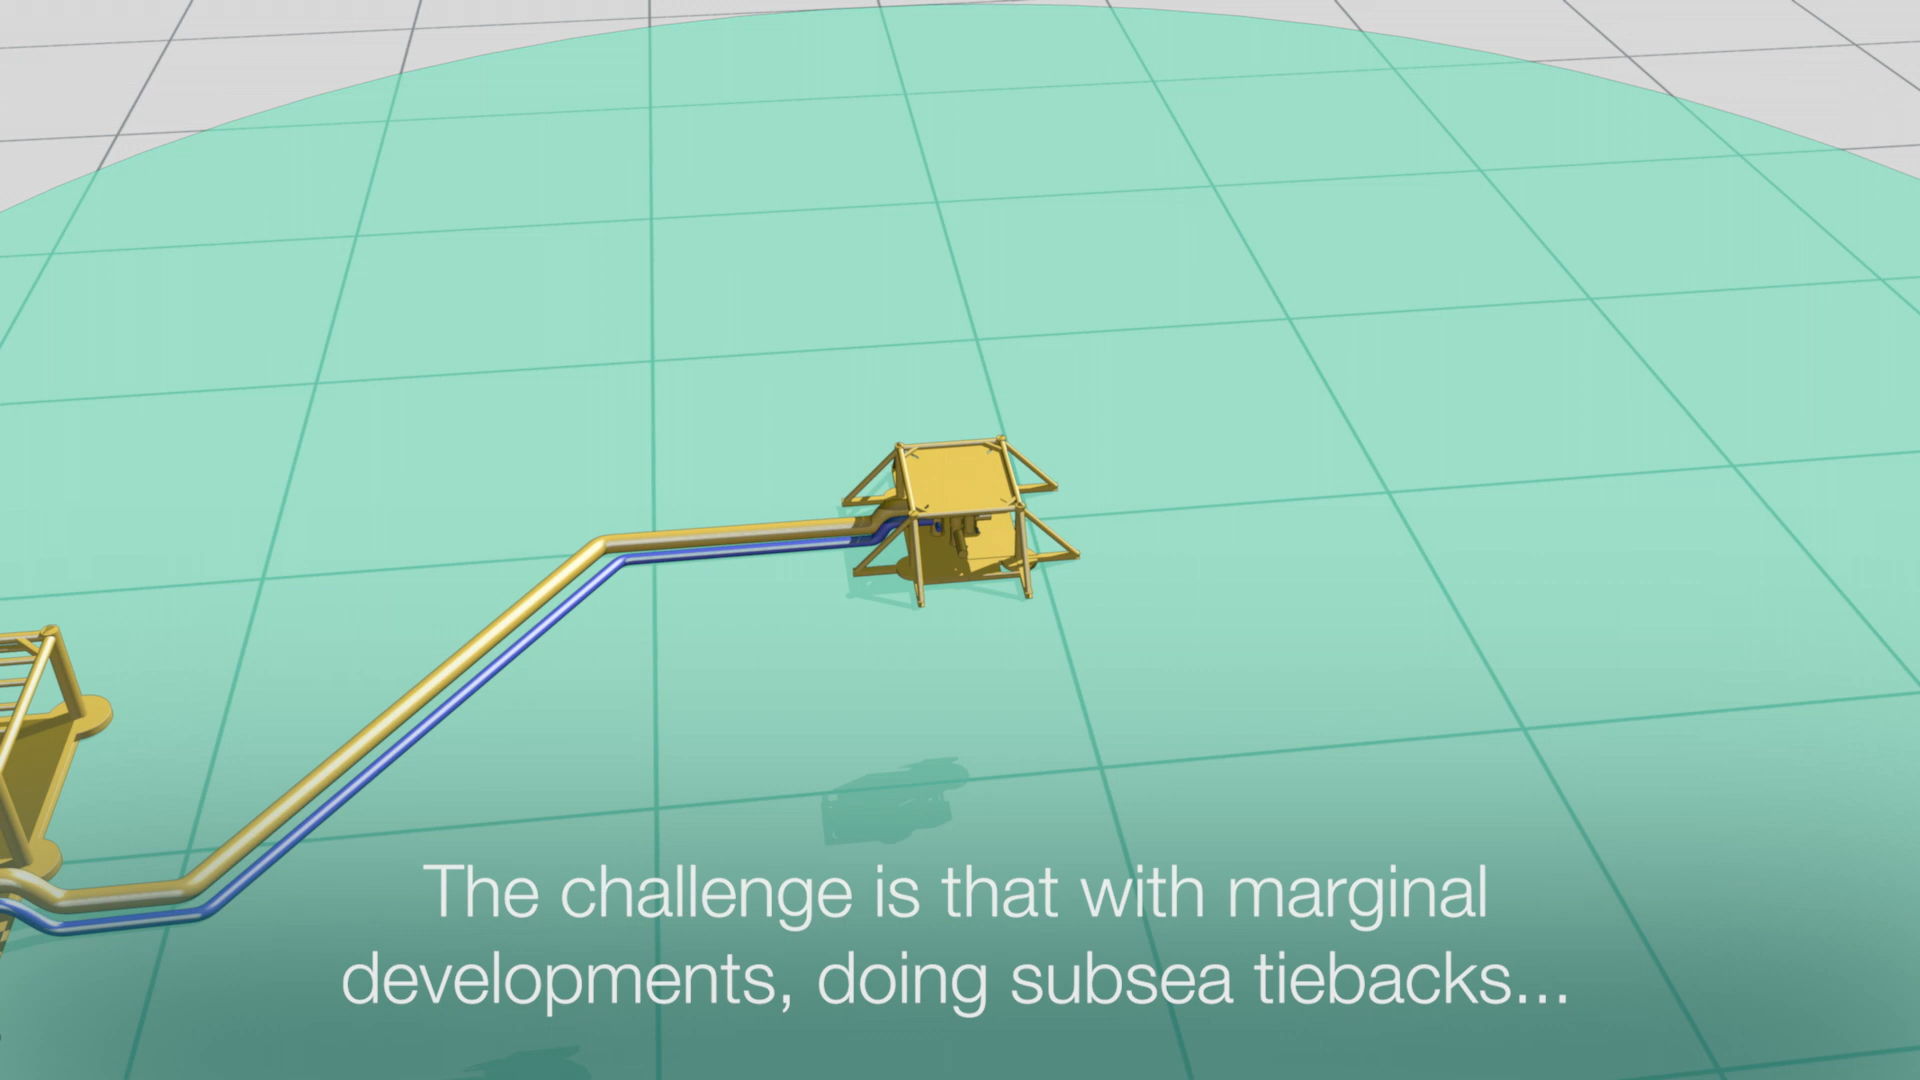 The challenge is that with marginal
developments, doing subsea tiebacks...